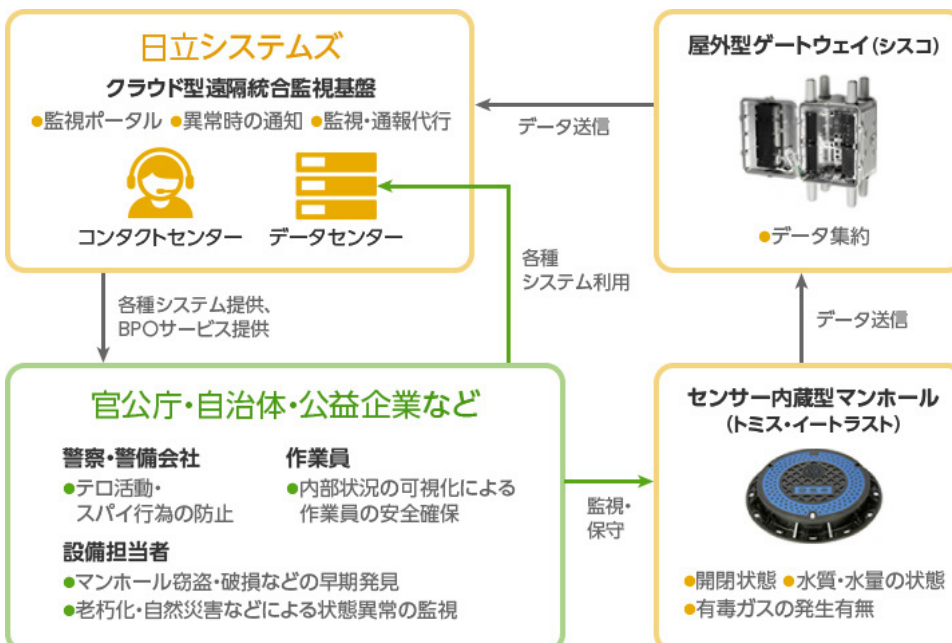 日立システムズ
クラウド型遠隔統合監視基盤
●監視ポータル ●異常時の通知 ●監視・通報代行
コンタクトセンター
データセンター
データ送信
屋外型ゲートウェイ(シスコ)
●データ集約
各種
システム利用
各種システム提供、
BPOサービス提供
データ送信
官公庁・自治体・公益企業など
警察・警備会社
●テロ活動・
スパイ行為の防止
作業員
●内部状況の可視化による
作業員の安全確保
設備担当者
●マンホール窃盗・破損などの早期発見
●老朽化・自然災害などによる状態異常の監視
監視・
保守
センサー内蔵型マンホール
(トミス・イートラスト)
●開閉状態 ●水質・水量の状態
●有毒ガスの発生有無